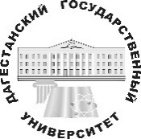 ДАГЕСТАНСКИЙ ГОСУДАРСТВЕННЫЙ
УНИВЕРСИТЕТ